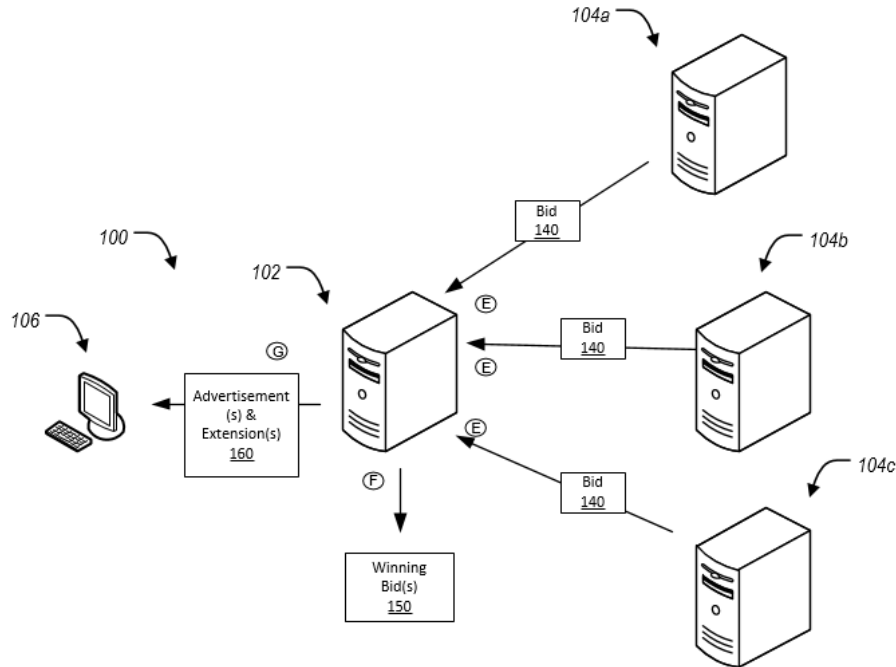 104a
Bid
140
100
102
104b
E
106
G
Bid
140
E
Advertisement
(s) &
Extension(s)
160
E
104c
F
Bid
140
Winning
Bid(s)
150